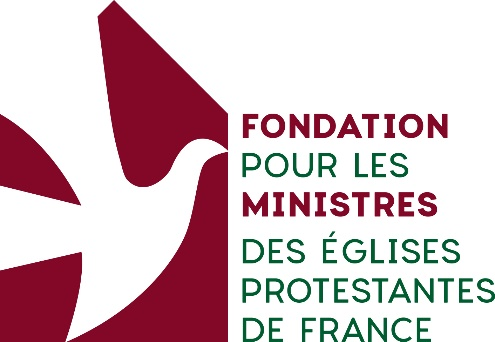 FONDATION
POUR LES
MINISTRES
DES ÉGLISES
PROTESTANTES
DE FRANCE